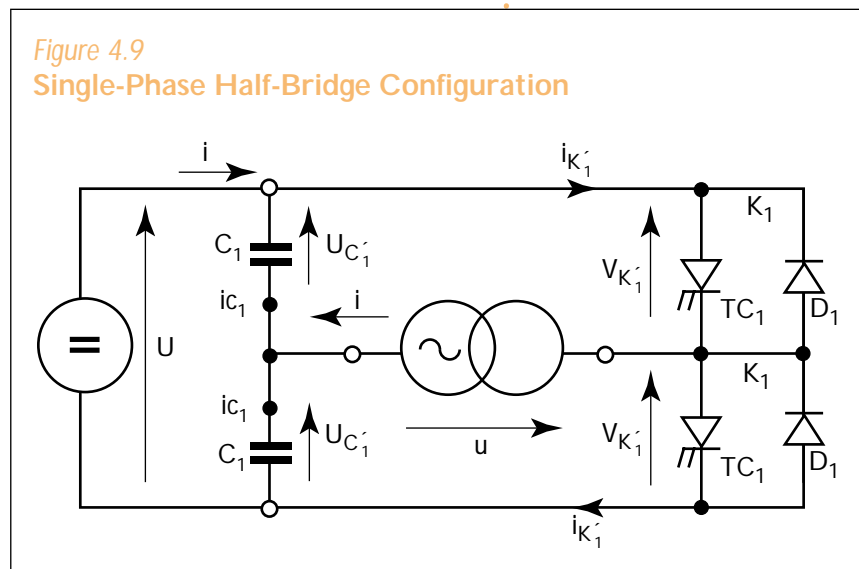 Figure 4.9
Single-Phase Half-Bridge Configuration
i
iK′1
K1
C1
UC′1
VK′1
ic1
i
TC1
D1
=
U
~
K1
ic1
C1
UC′1
u
VK′1
TC1
D1
iK′1